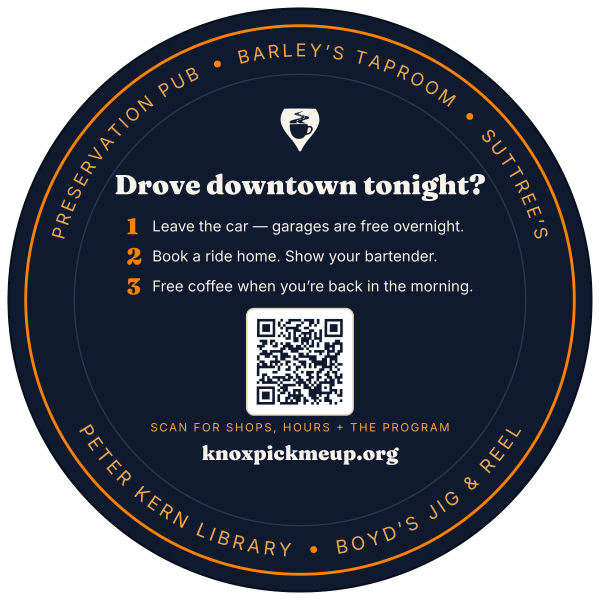 PRESERVATION PUB • BARLEY'S TAPROOM • SUTTREE'S
Drove downtown tonight?
1 Leave the car — garages are free overnight.
2 Book a ride home. Show your bartender.
3 Free coffee when you’re back in the morning.
SCAN FOR SHOPS, HOURS + THE PROGRAM
knoxpickmeup.org
PETER KERN LIBRARY • BOYD'S JIG & REEL